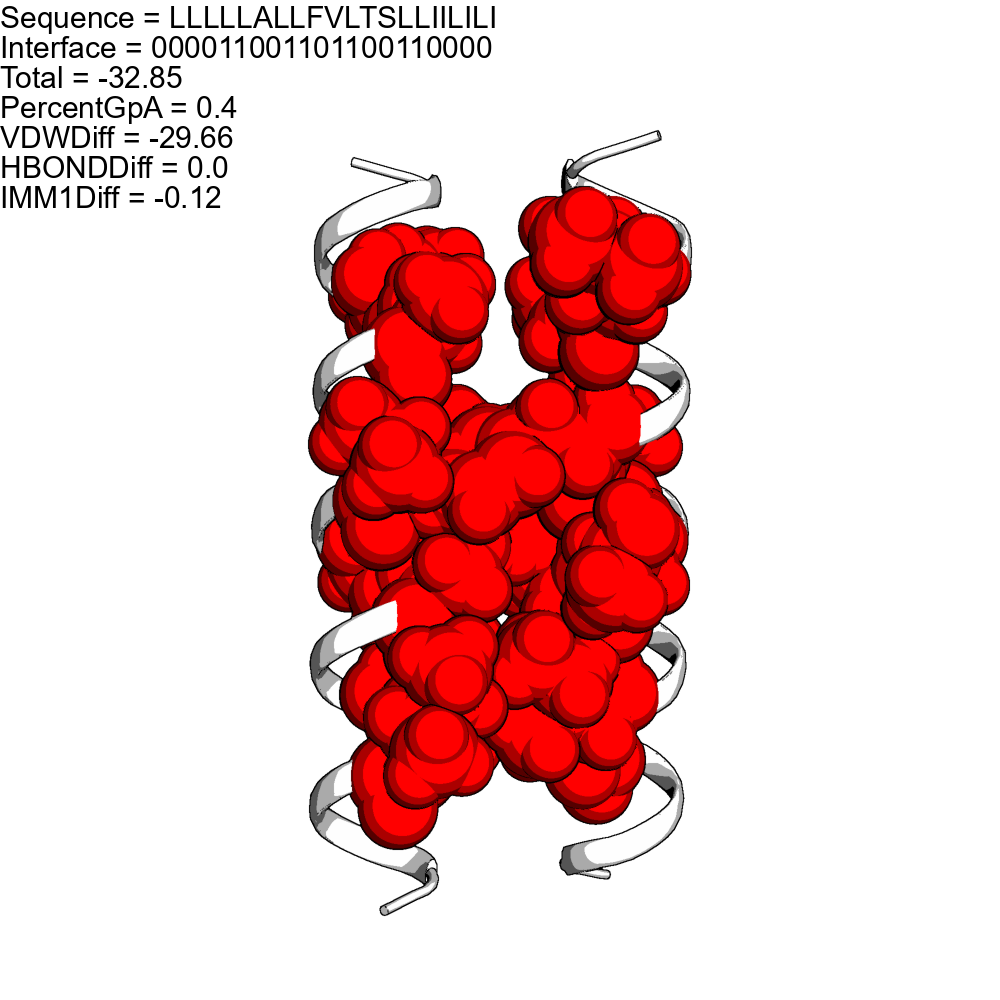 Sequence = LLLLLALLFVLTSLLIILILI
Interface = 000011001101100110000
Total = -32.85
PercentGpA = 0.4
VDWDiff = -29.66
HBONDDiff = 0.0
IMM1Diff = -0.12